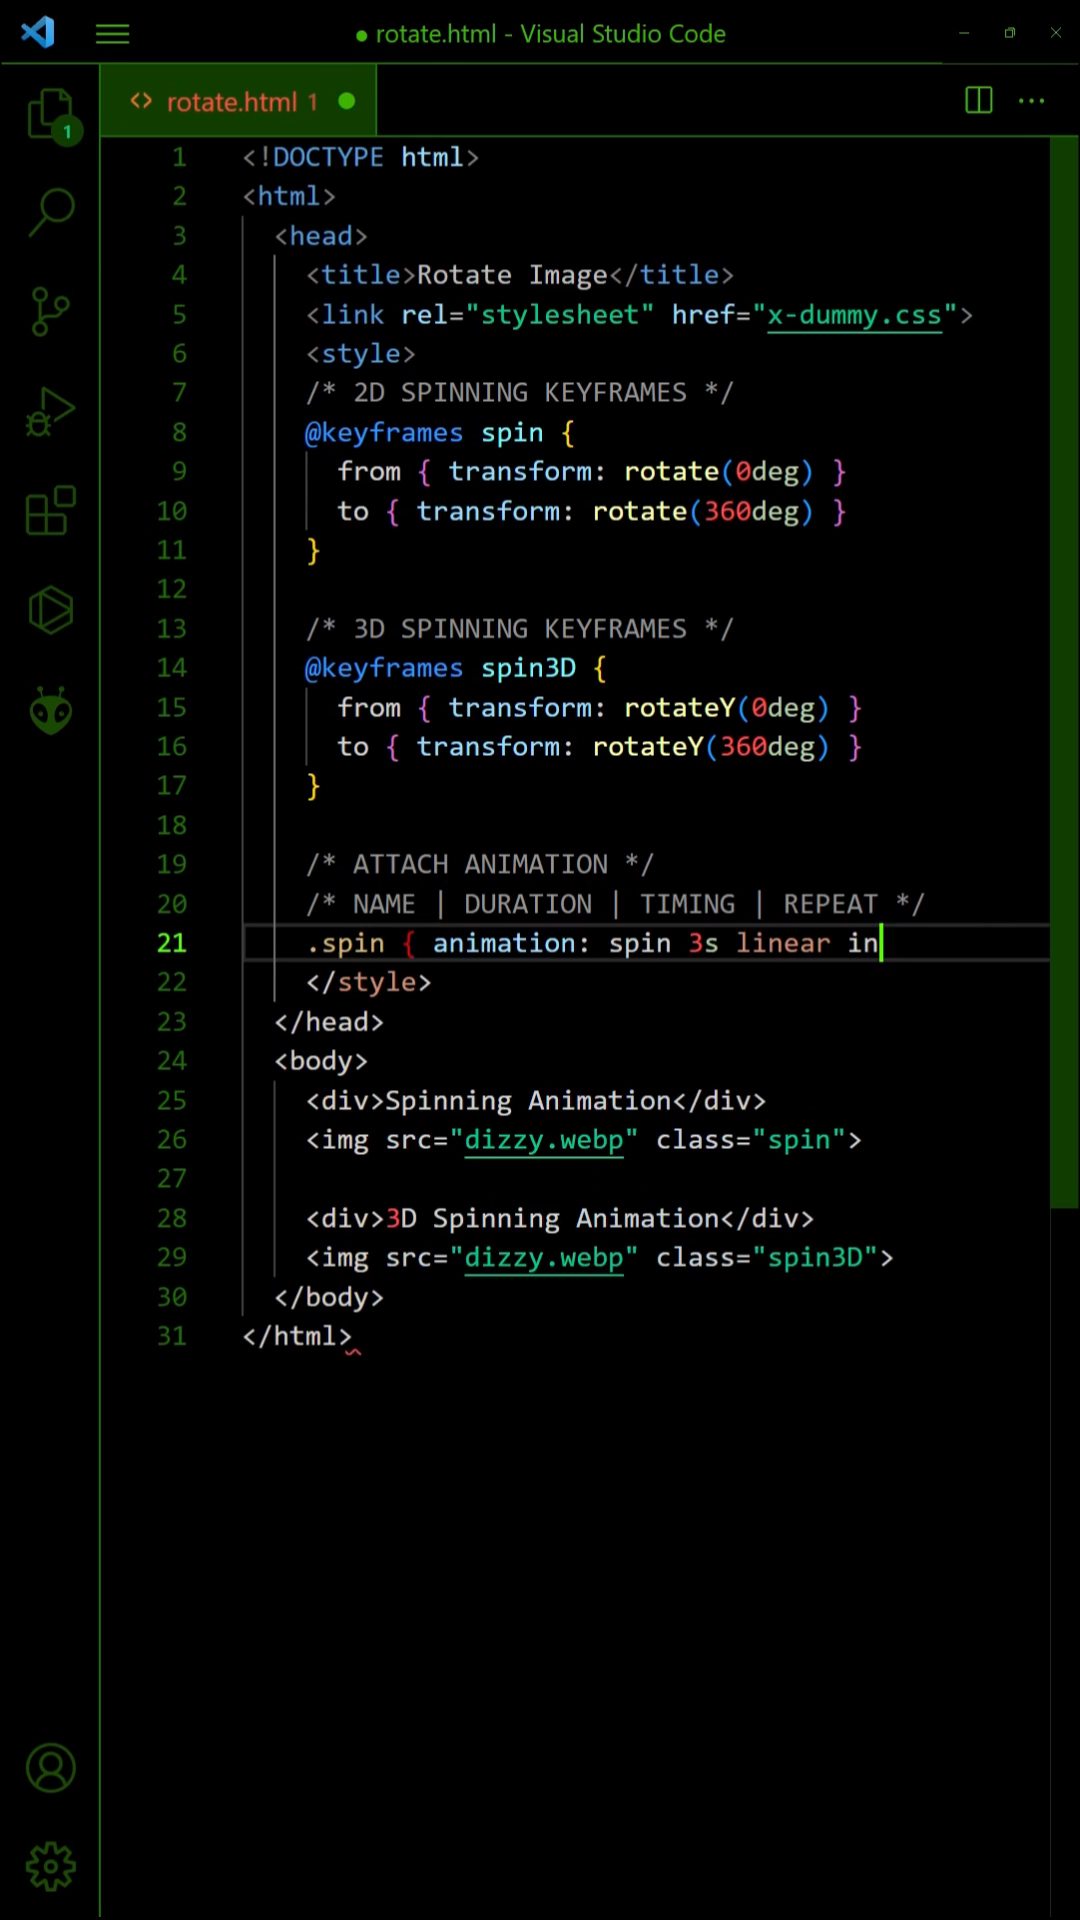 ● rotate.html - Visual Studio Code
<> rotate.html 1 ●
1
1 <!DOCTYPE html>
2 <html>
3   <head>
4     <title>Rotate Image</title>
5     <link rel="stylesheet" href="x-dummy.css">
6     <style>
7     /* 2D SPINNING KEYFRAMES */
8     @keyframes spin {
9       from { transform: rotate(0deg) }
10       to { transform: rotate(360deg) }
11     }
12
13     /* 3D SPINNING KEYFRAMES */
14     @keyframes spin3D {
15       from { transform: rotateY(0deg) }
16       to { transform: rotateY(360deg) }
17     }
18
19     /* ATTACH ANIMATION */
20     /* NAME | DURATION | TIMING | REPEAT */
21     .spin { animation: spin 3s linear in
22     </style>
23   </head>
24   <body>
25     <div>Spinning Animation</div>
26     <img src="dizzy.webp" class="spin">
27
28     <div>3D Spinning Animation</div>
29     <img src="dizzy.webp" class="spin3D">
30   </body>
31 </html>